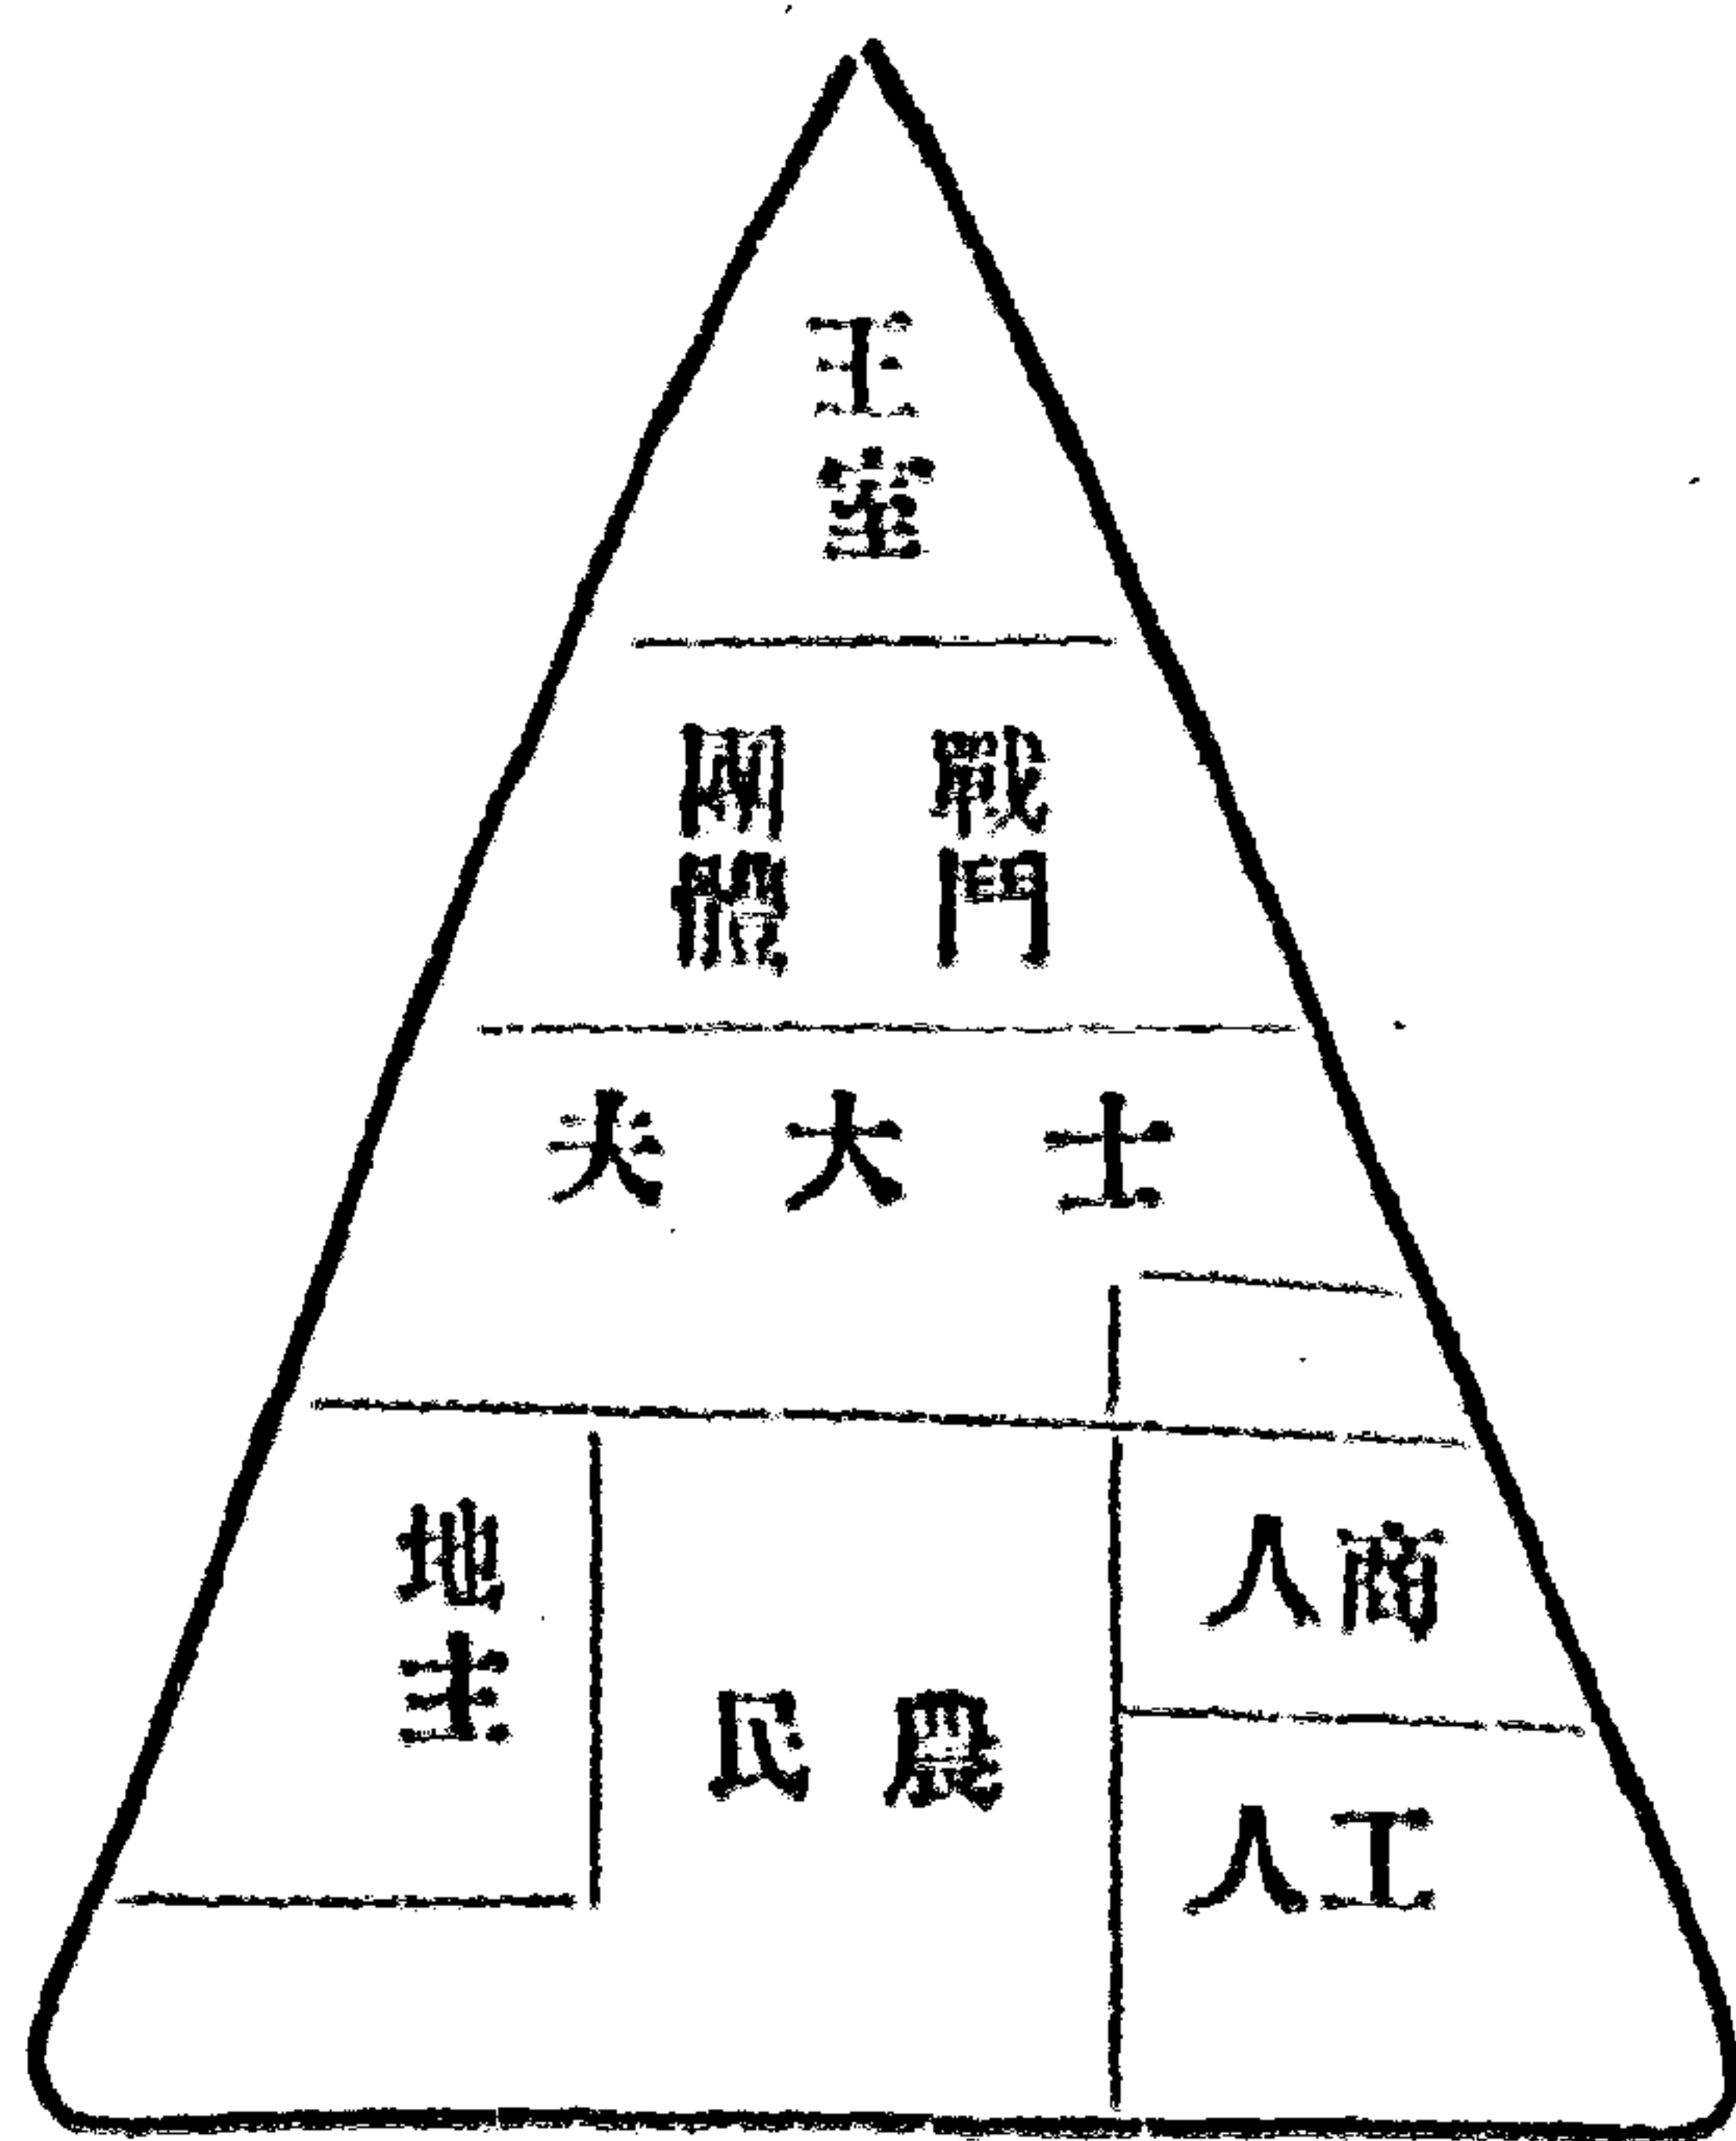 王室
戰鬥
團體
士大夫
商人
工人
農民
地主